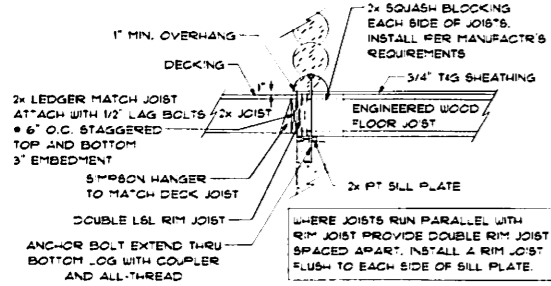 2x SQUASH BLOCKING
EACH SIDE OF JOISTS.
INSTALL PER MANUFACTR'S
REQUIREMENTS
1" MIN. OVERHANG
DECKING
1"
3/4" T&G SHEATHING
2x LEDGER MATCH JOIST
ATTACH WITH 1/2" LAG BOLTS
@ 6" O.C. STAGGERED
TOP AND BOTTOM
3" EMBEDMENT
2x JOIST
ENGINEERED WOOD
FLOOR JOIST
SIMPSON HANGER
TO MATCH DECK JOIST
2x PT SILL PLATE
DOUBLE LSL RIM JOIST
ANCHOR BOLT EXTEND THRU
BOTTOM LOG WITH COUPLER
AND ALL-THREAD
WHERE JOISTS RUN PARALLEL WITH
RIM JOIST PROVIDE DOUBLE RIM JOIST
SPACED APART. INSTALL A RIM JOIST
FLUSH TO EACH SIDE OF SILL PLATE.